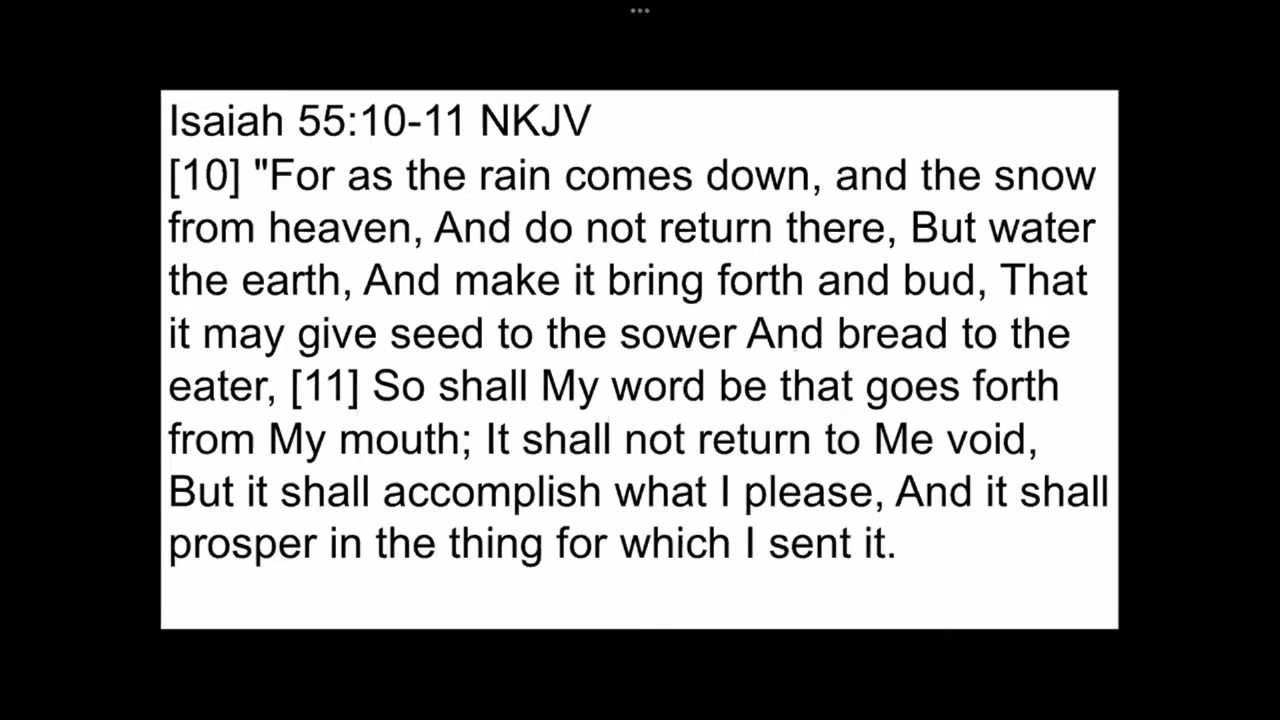 Isaiah 55:10-11 NKJV
[10] "For as the rain comes down, and the snow
from heaven, And do not return there, But water
the earth, And make it bring forth and bud, That
it may give seed to the sower And bread to the
eater, [11] So shall My word be that goes forth
from My mouth; It shall not return to Me void,
But it shall accomplish what I please, And it shall
prosper in the thing for which I sent it.